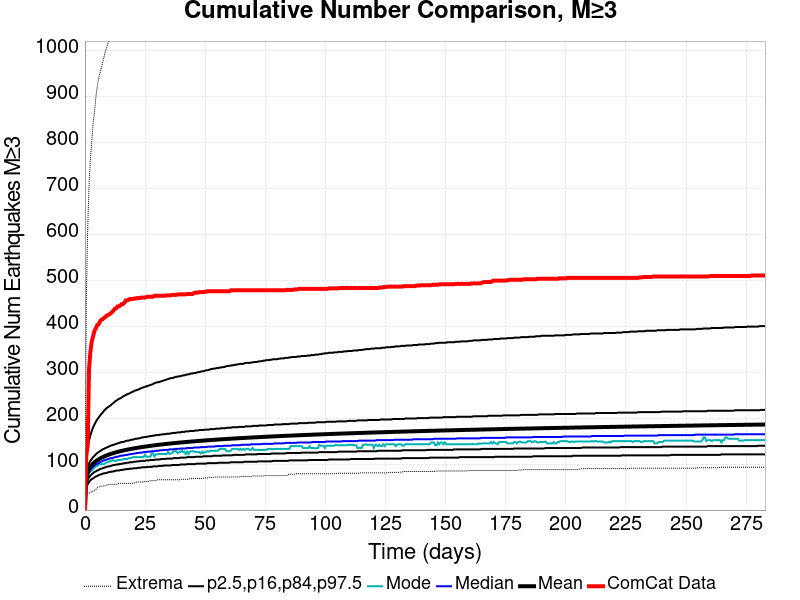 Cumulative Number Comparison, M≥3
Cumulative Num Earthquakes M≥3
1000
900
800
700
600
500
400
300
200
100
0
0 25 50 75 100 125 150 175 200 225 250 275
Time (days)
Extrema p2.5,p16,p84,p97.5 Mode Median Mean ComCat Data